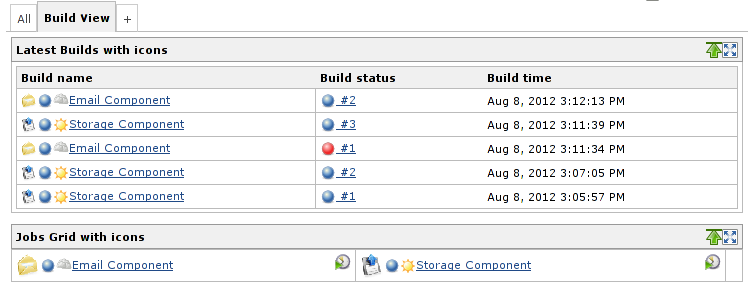 All Build View +
Latest Builds with icons
Build name Build status Build time
Email Component #2 Aug 8, 2012 3:12:13 PM
Storage Component #3 Aug 8, 2012 3:11:39 PM
Email Component #1 Aug 8, 2012 3:11:34 PM
Storage Component #2 Aug 8, 2012 3:07:05 PM
Storage Component #1 Aug 8, 2012 3:05:57 PM
Jobs Grid with icons
Email Component Storage Component